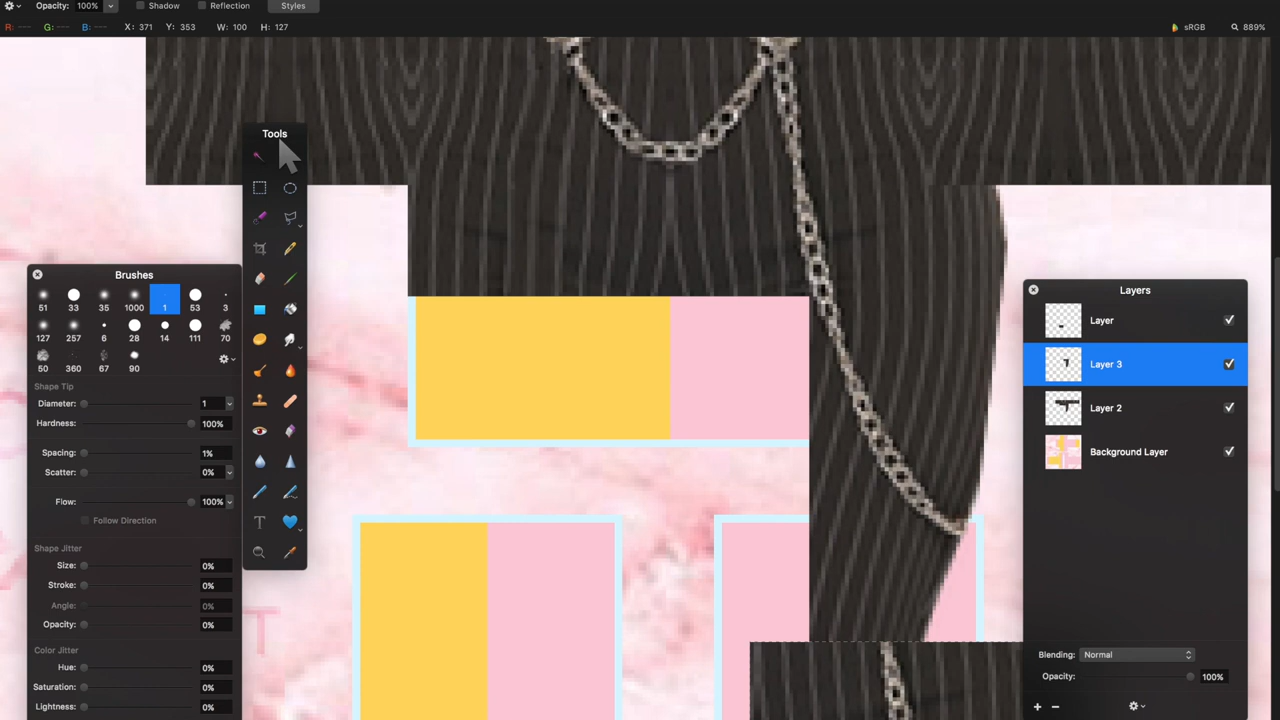 Opacity: 100% Shadow Reflection Styles
R: -- G: -- B: -- X: 371 Y: 353 W: 100 H: 127 sRGB 889%
Tools
Brushes
51 33 35 1000 1 53 3
127 257 6 28 14 111 70
50 360 67 90
Shape Tip
Diameter: 1
Hardness: 100%
Spacing: 1%
Scatter: 0%
Flow: 100%
Follow Direction
Shape Jitter
Size: 0%
Stroke: 0%
Angle: 0%
Opacity: 0%
Color Jitter
Hue: 0%
Saturation: 0%
Lightness: 0%
T
T
Layers
Layer
Layer 3
Layer 2
Background Layer
Blending: Normal
Opacity: 100%